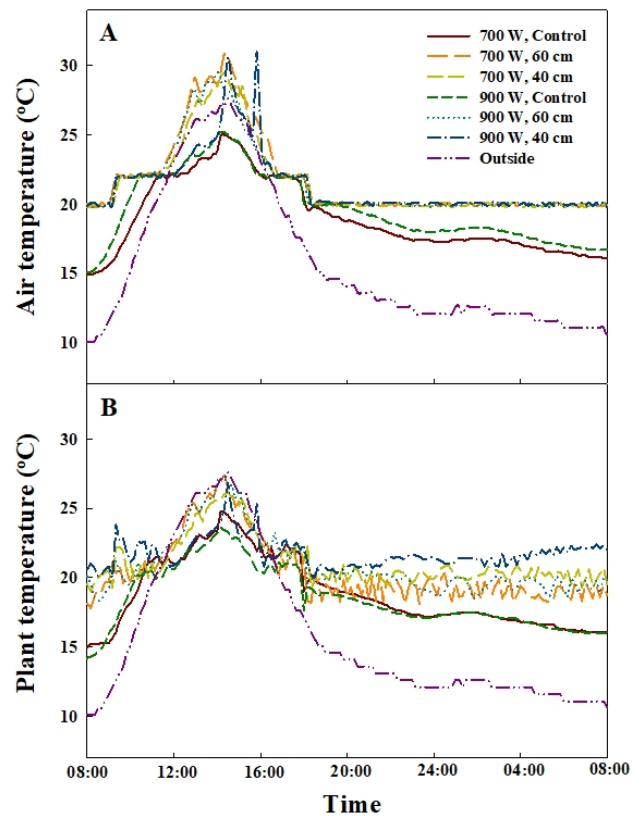 A
700 W, Control
700 W, 60 cm
700 W, 40 cm
900 W, Control
900 W, 60 cm
900 W, 40 cm
Outside
Air temperature (ºC)
30
25
20
15
10
B
Plant temperature (ºC)
30
25
20
15
10
08:00 12:00 16:00 20:00 24:00 04:00 08:00
Time